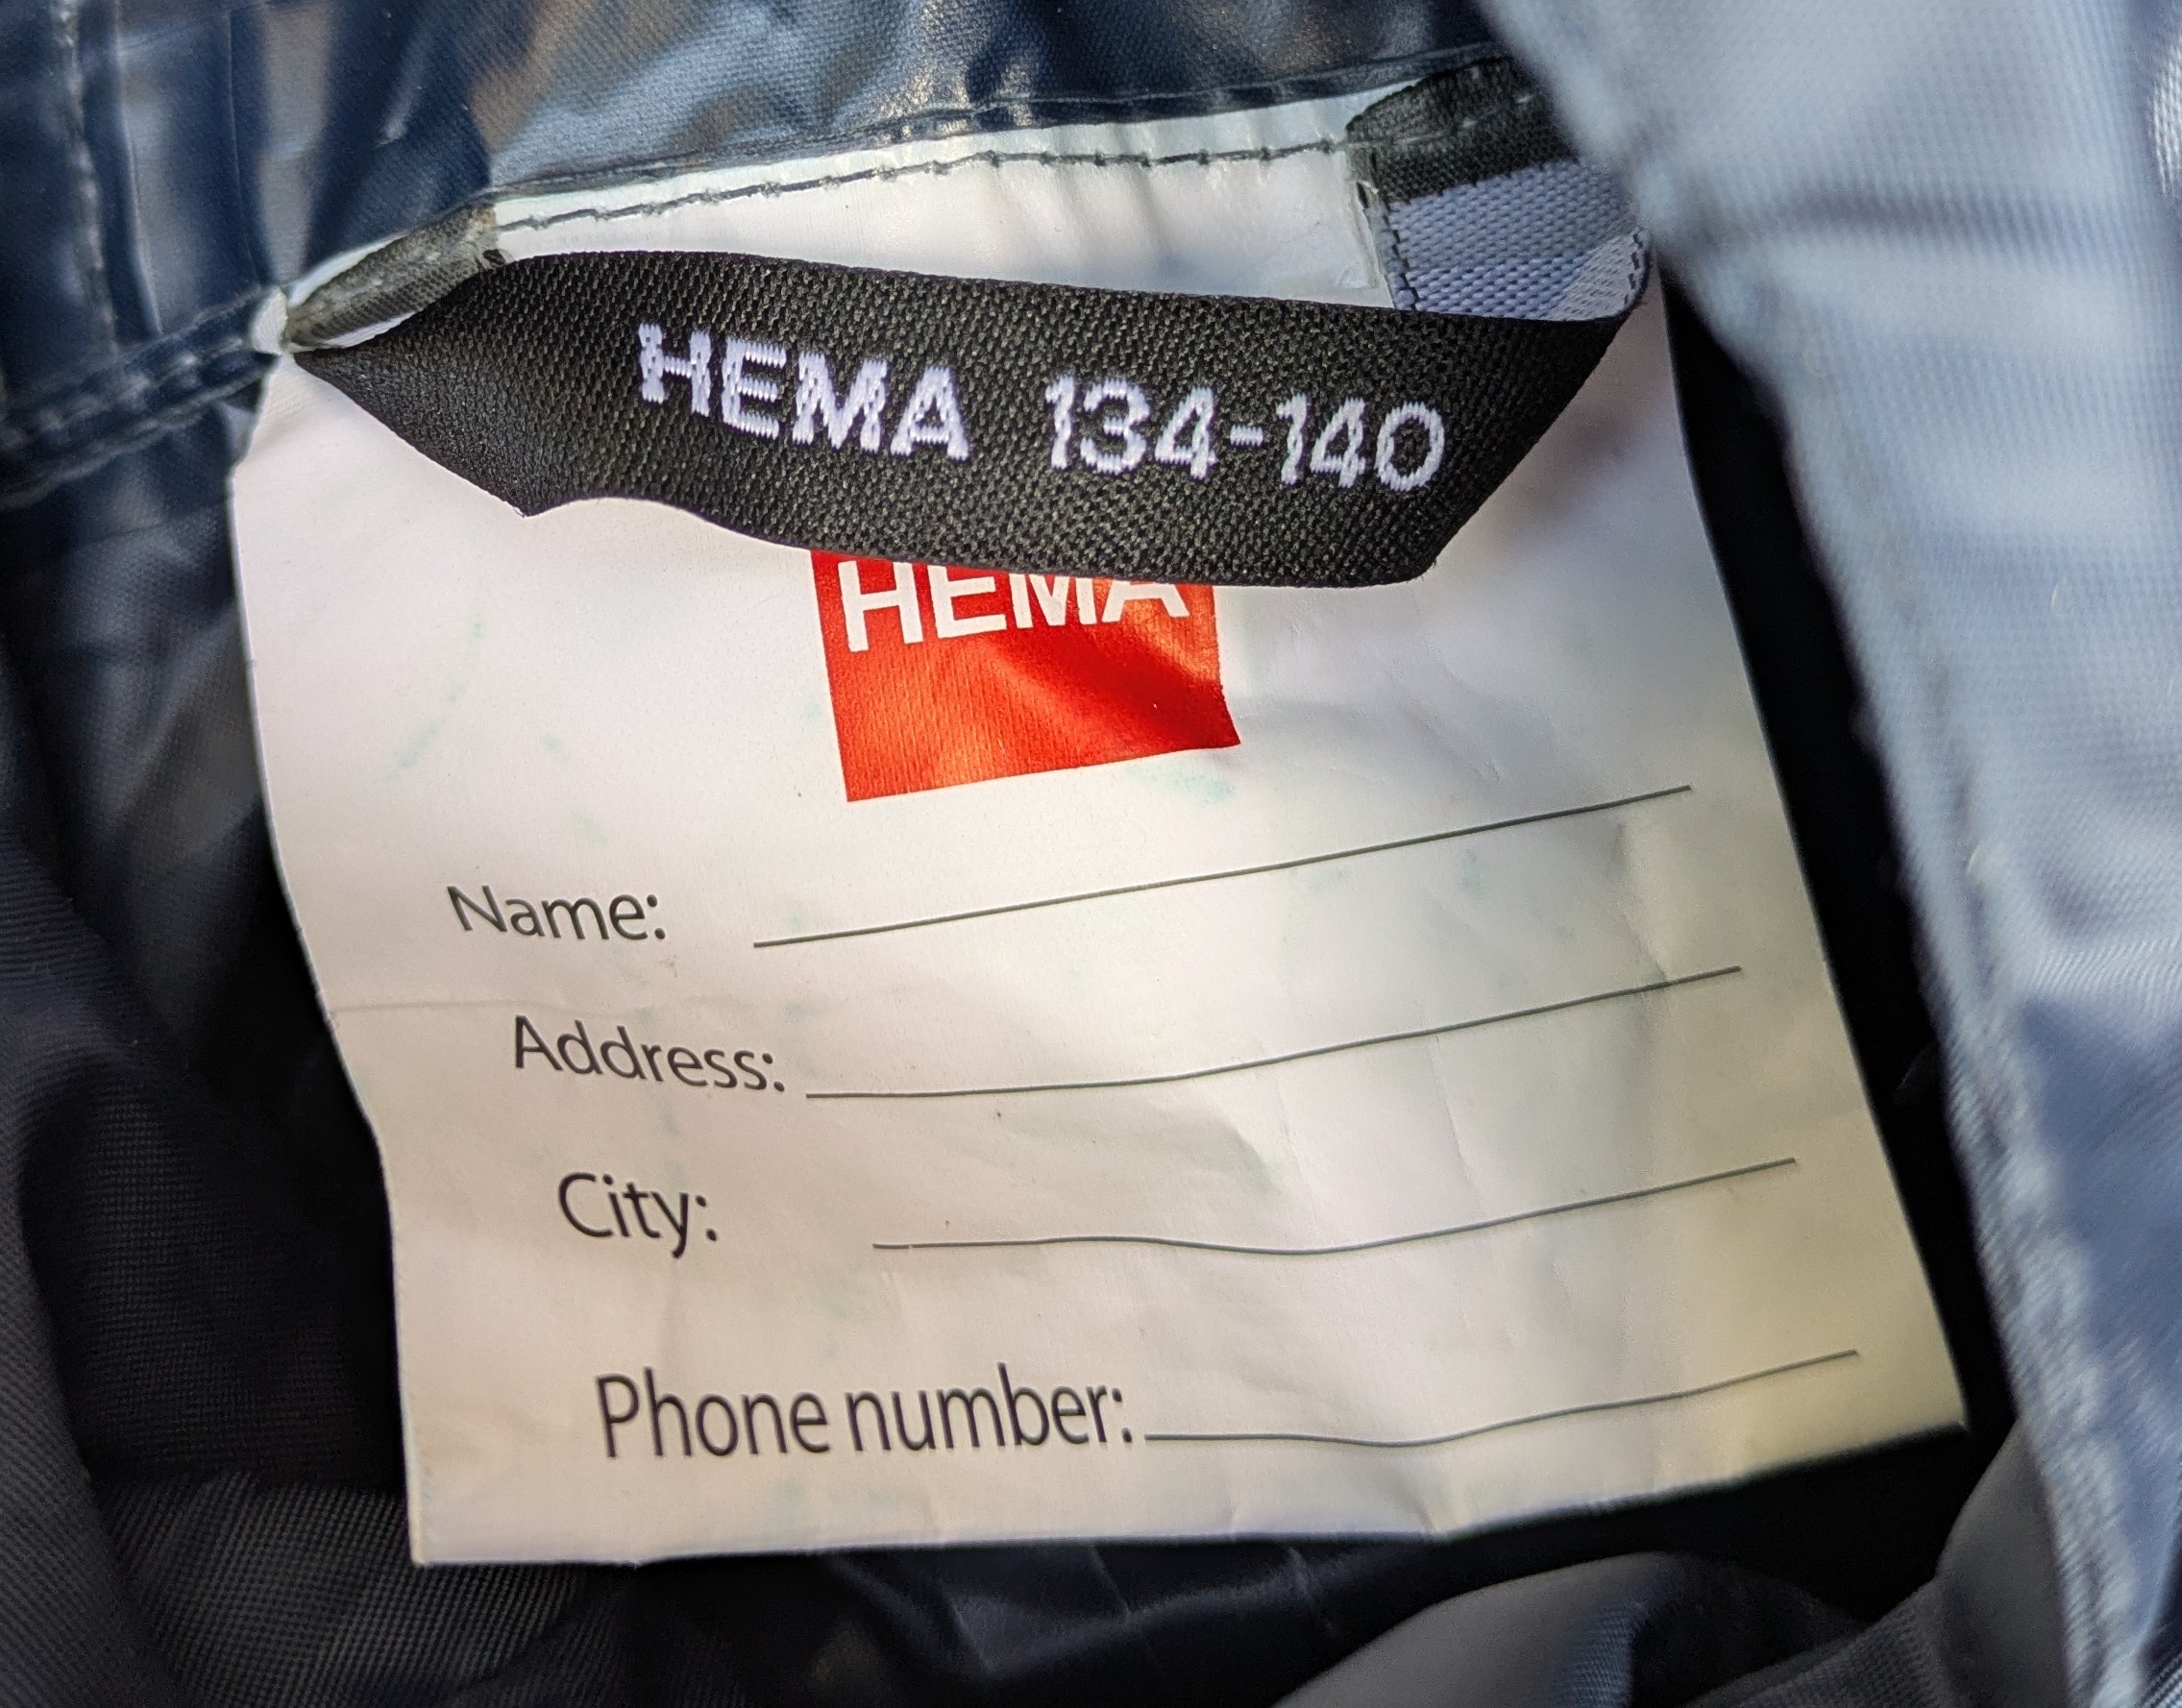 HEMA 134-140
HEMA
Name:
Address:
City:
Phone number: